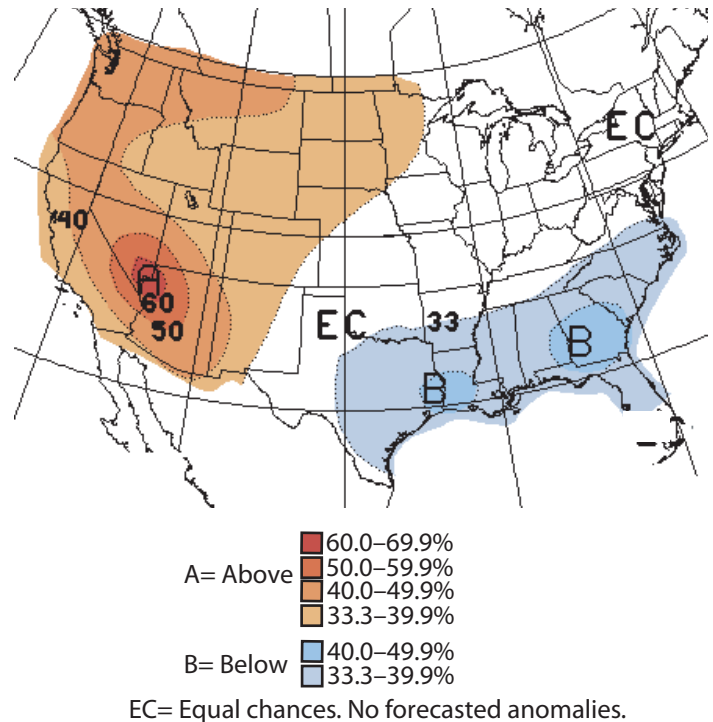 EC
40
A
60
50
EC
33
B
B
A= Above
60.0–69.9%
50.0–59.9%
40.0–49.9%
33.3–39.9%
B= Below
40.0–49.9%
33.3–39.9%
EC= Equal chances. No forecasted anomalies.